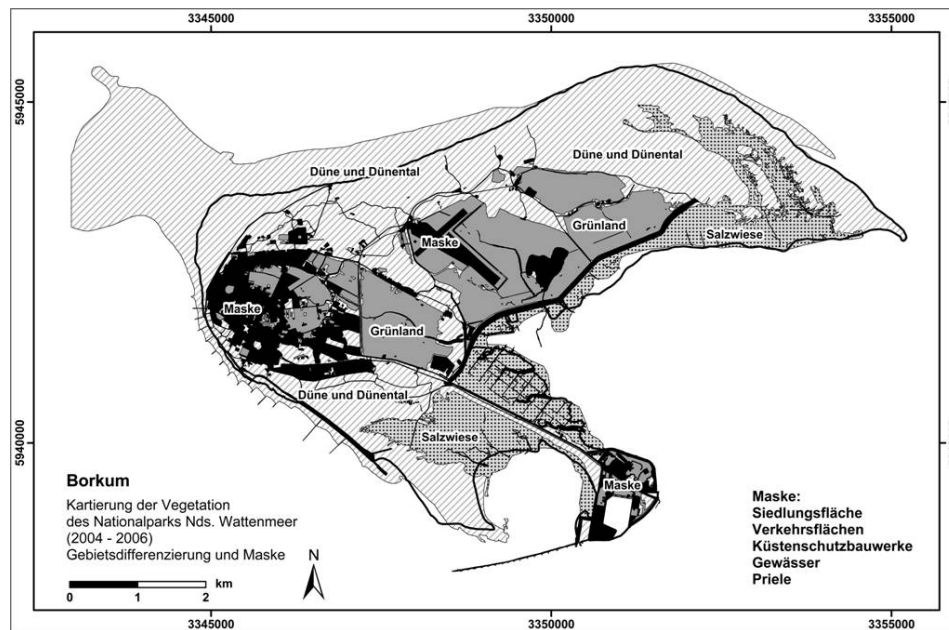 3345000
3350000
3355000
5945000
5940000
Düne und Dünental
Düne und Dünental
Grünland
Salzwiese
Maske
Maske
Grünland
Düne und Dünental
Salzwiese
Maske
Borkum
Kartierung der Vegetation
des Nationalparks Nds. Wattenmeer
(2004 - 2006)
Gebietsdifferenzierung und Maske
km
0 1 2
N
Maske:
Siedlungsfläche
Verkehrsflächen
Küstenschutzbauwerke
Gewässer
Priele
3345000
3350000
3355000